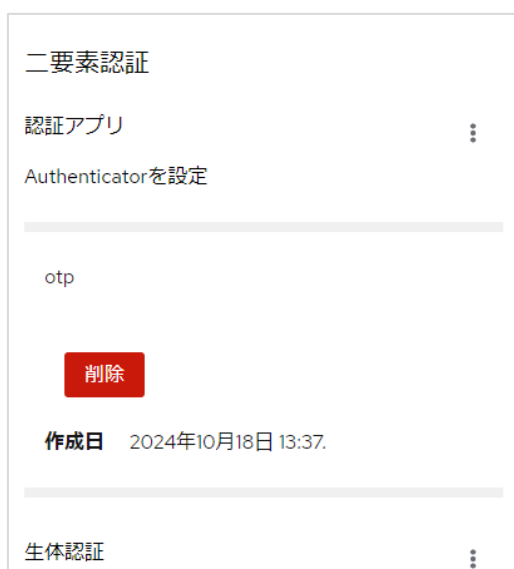 二要素認証
認証アプリ
Authenticatorを設定
otp
削除
作成日 2024年10月18日 13:37.
生体認証